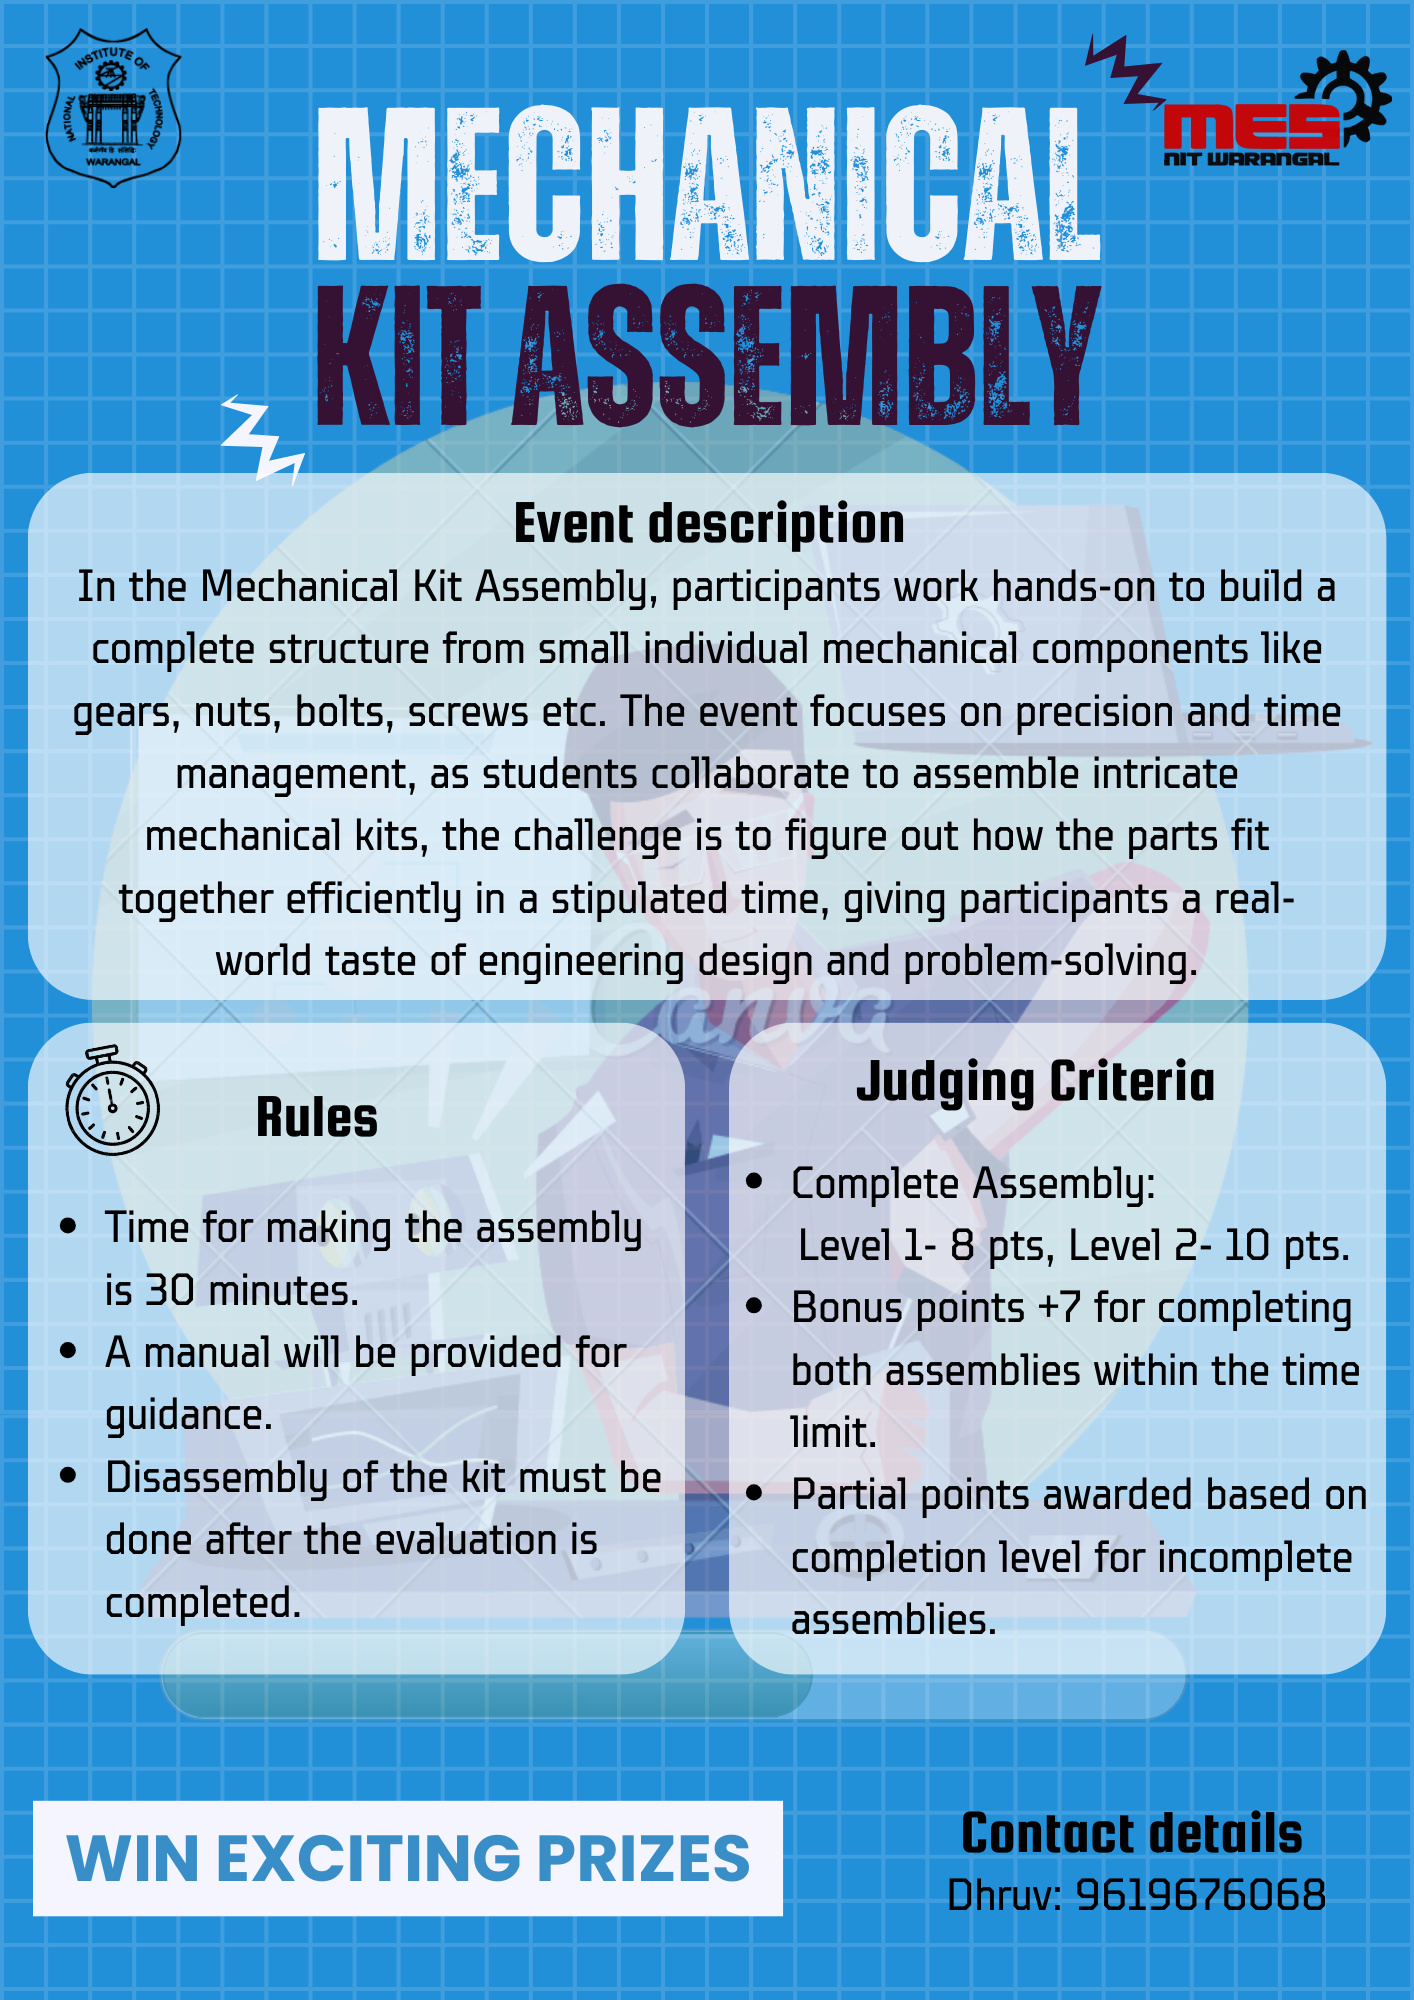 INSTITUTE OF
NATIONAL
TECHNOLOGY
WARANGAL
MES
NIT WARANGAL
MECHANICAL
KIT ASSEMBLY
Event description
In the Mechanical Kit Assembly, participants work hands-on to build a
complete structure from small individual mechanical components like
gears, nuts, bolts, screws etc. The event focuses on precision and time
management, as students collaborate to assemble intricate
mechanical kits, the challenge is to figure out how the parts fit
together efficiently in a stipulated time, giving participants a real-
world taste of engineering design and problem-solving.
Canva
Rules
• Time for making the assembly
is 30 minutes.
• A manual will be provided for
guidance.
• Disassembly of the kit must be
done after the evaluation is
completed.
Judging Criteria
• Complete Assembly:
Level 1- 8 pts, Level 2- 10 pts.
• Bonus points +7 for completing
both assemblies within the time
limit.
• Partial points awarded based on
completion level for incomplete
assemblies.
WIN EXCITING PRIZES
Contact details
Dhruv: 9619676068